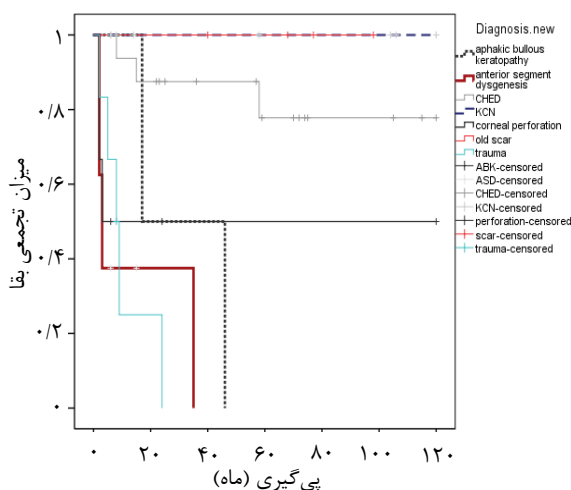 Diagnosis.new
aphakic bullous
keratopathy
anterior segment
dysgenesis
CHED
KCN
corneal perforation
old scar
trauma
ABK-censored
ASD-censored
CHED-censored
KCN-censored
perforation-censored
scar-censored
trauma-censored
میزان تجمعی بقا
۱
۰/۸
۰/۶
۰/۴
۰/۲
۰
۰ ۲۰ ۴۰ ۶۰ ۸۰ ۱۰۰ ۱۲۰
پی‌گیری (ماه)